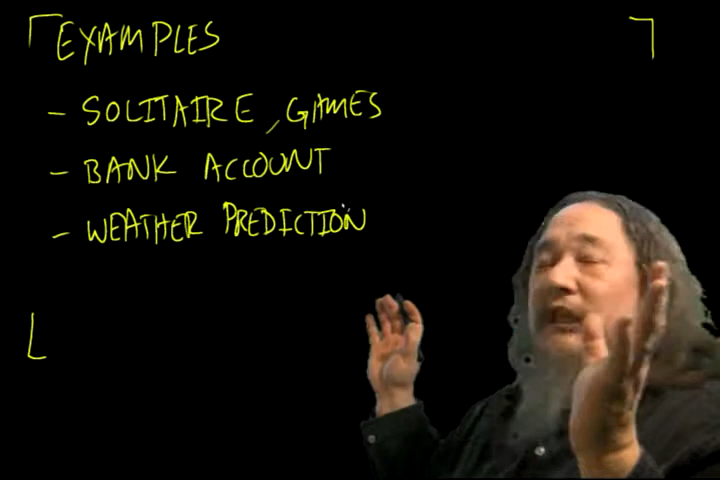 EXAMPLES
- SOLITAIRE, GAMES
- BANK ACCOUNT
- WEATHER PREDICTION